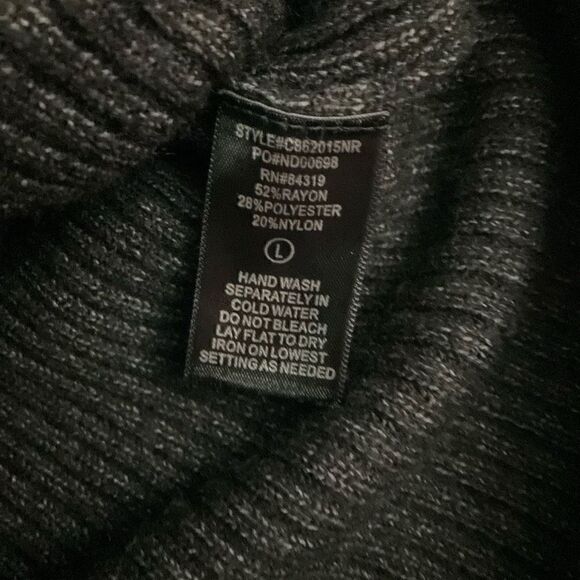 STYLE#C862015NR
PO#ND00698
RN#84319
52%RAYON
28%POLYESTER
20%NYLON
L
HAND WASH
SEPARATELY IN
COLD WATER
DO NOT BLEACH
LAY FLAT TO DRY
IRON ON LOWEST
SETTING AS NEEDED